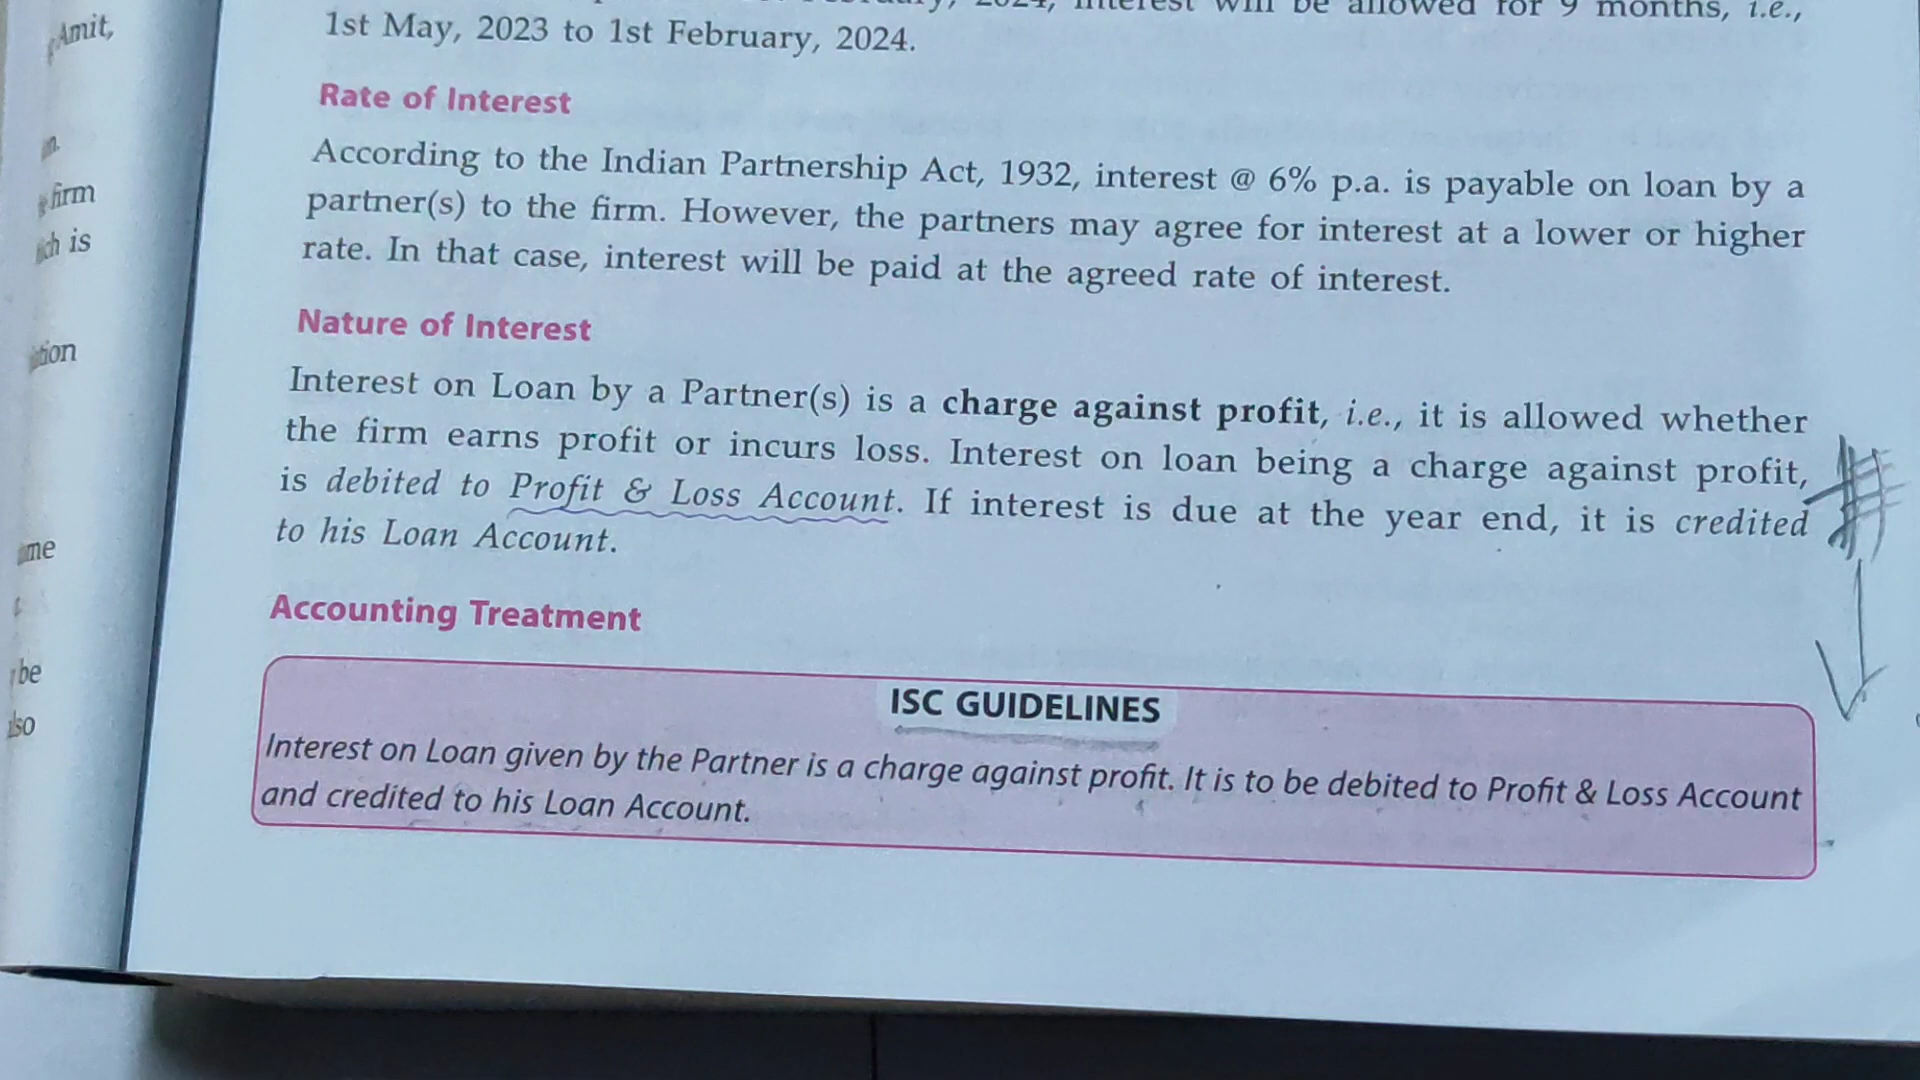 Amit,
firm
is
me
be
interest will be allowed for 9 months, i.e.,
1st May, 2023 to 1st February, 2024.
Rate of Interest
According to the Indian Partnership Act, 1932, interest @ 6% p.a. is payable on loan by a
partner(s) to the firm. However, the partners may agree for interest at a lower or higher
rate. In that case, interest will be paid at the agreed rate of interest.
Nature of Interest
Interest on Loan by a Partner(s) is a charge against profit, i.e., it is allowed whether
the firm earns profit or incurs loss. Interest on loan being a charge against profit,
is debited to Profit & Loss Account. If interest is due at the year end, it is credited
to his Loan Account.
Accounting Treatment
ISC GUIDELINES
Interest on Loan given by the Partner is a charge against profit. It is to be debited to Profit & Loss Account
and credited to his Loan Account.